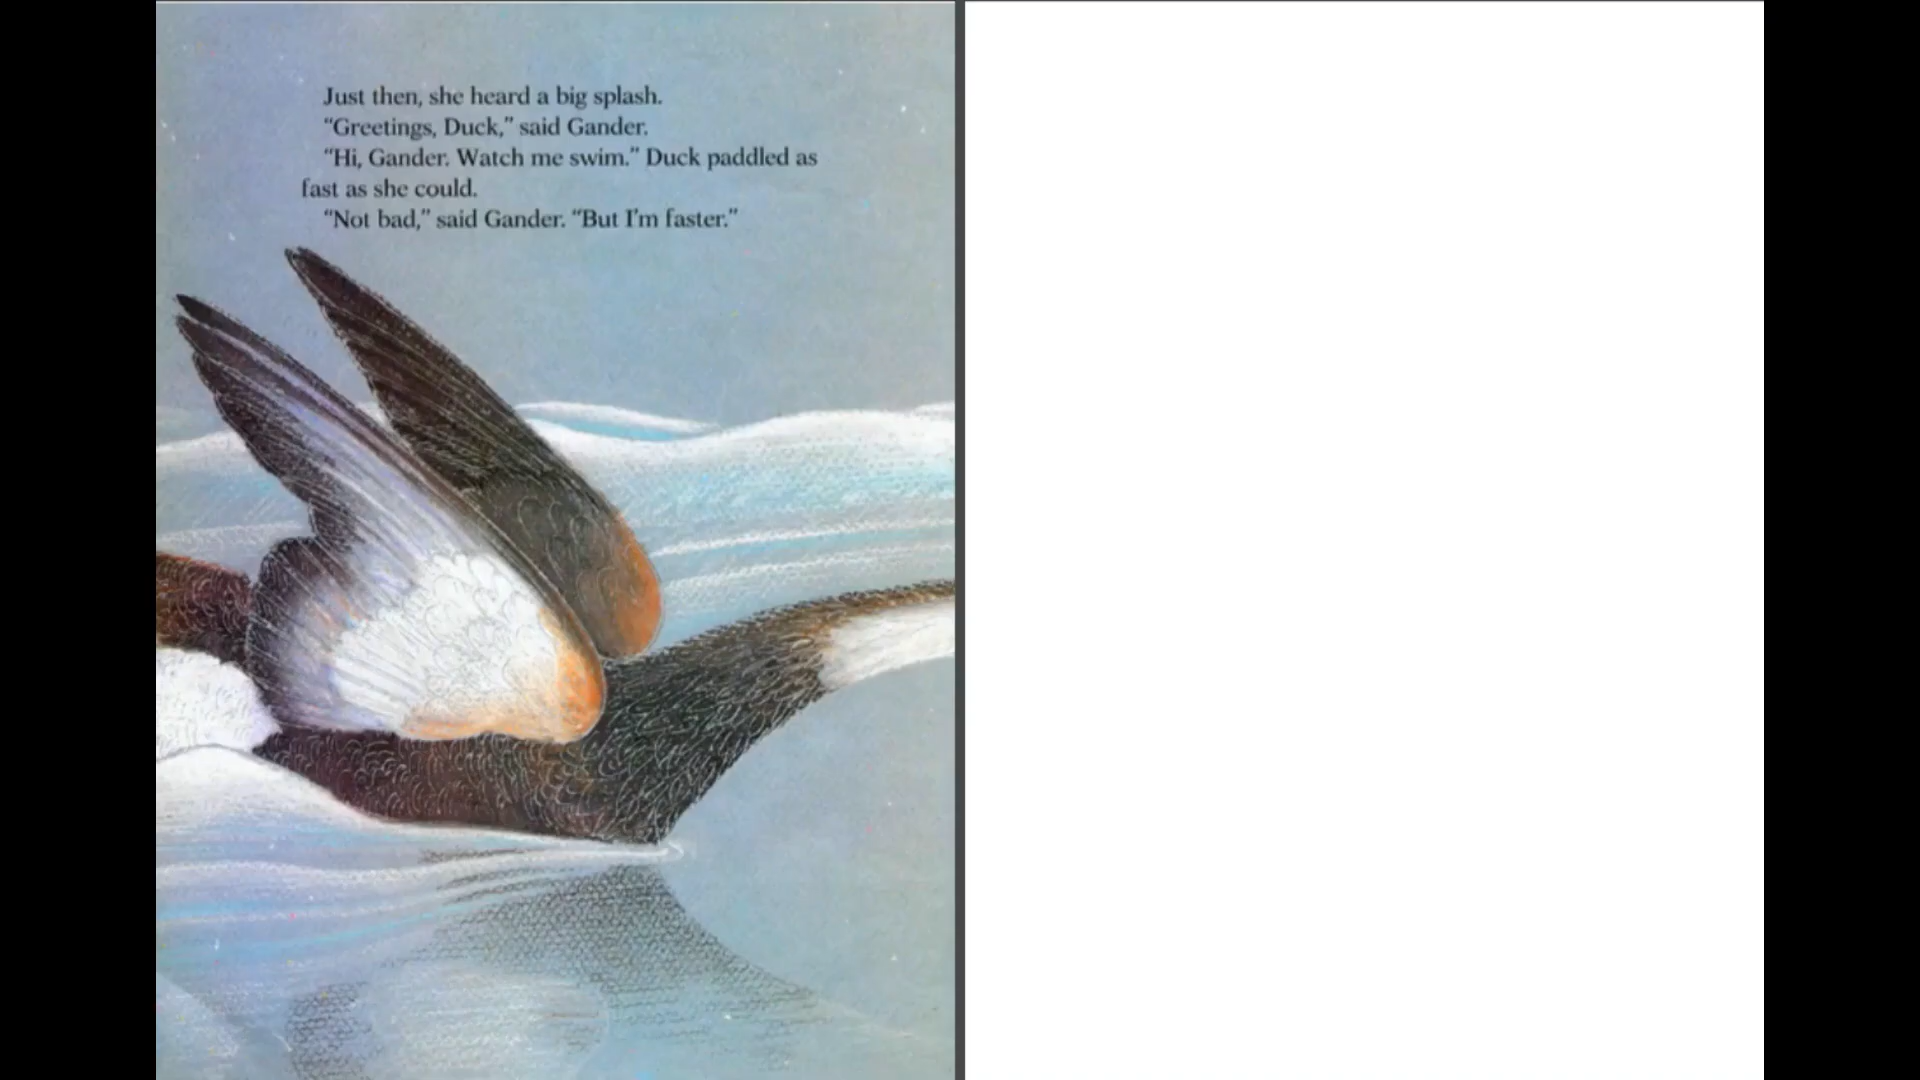 Just then, she heard a big splash.
“Greetings, Duck,” said Gander.
“Hi, Gander. Watch me swim.” Duck paddled as
fast as she could.
“Not bad,” said Gander. “But I’m faster.”